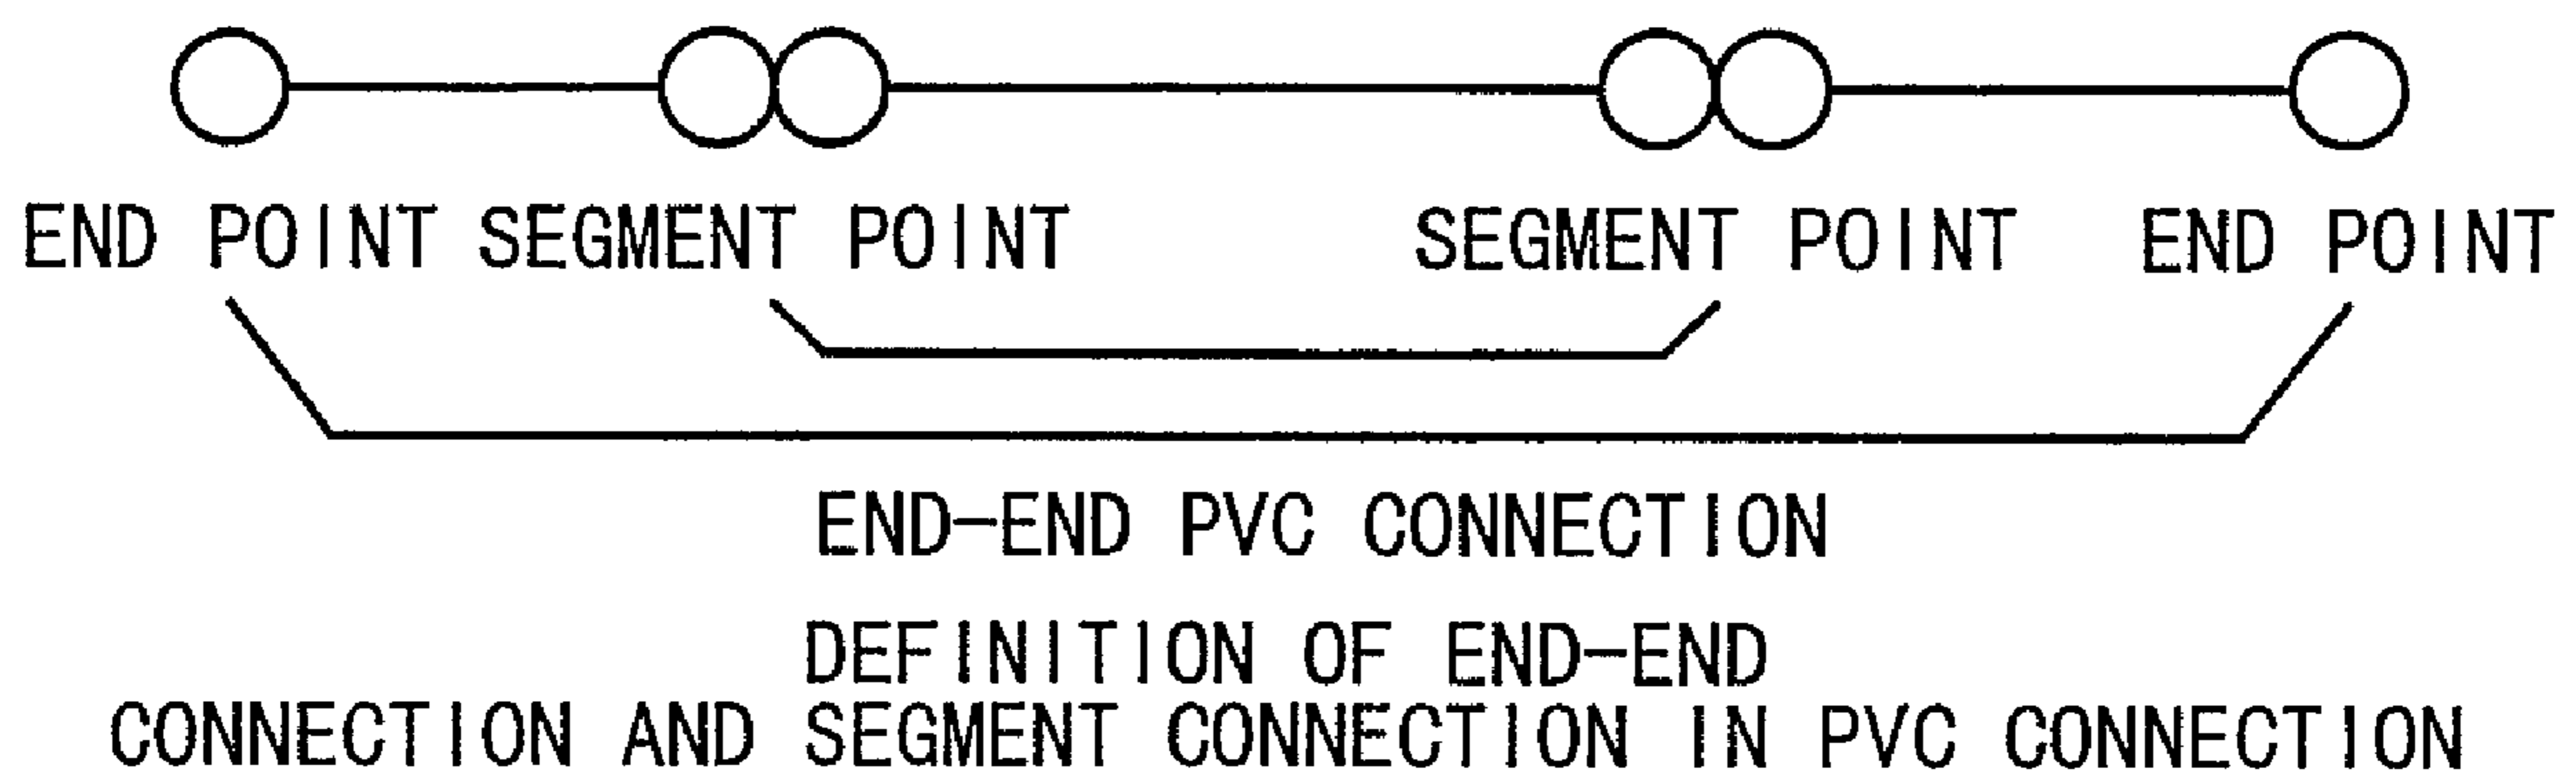 END POINT SEGMENT POINT SEGMENT POINT END POINT
END-END PVC CONNECTION
DEFINITION OF END-END
CONNECTION AND SEGMENT CONNECTION IN PVC CONNECTION